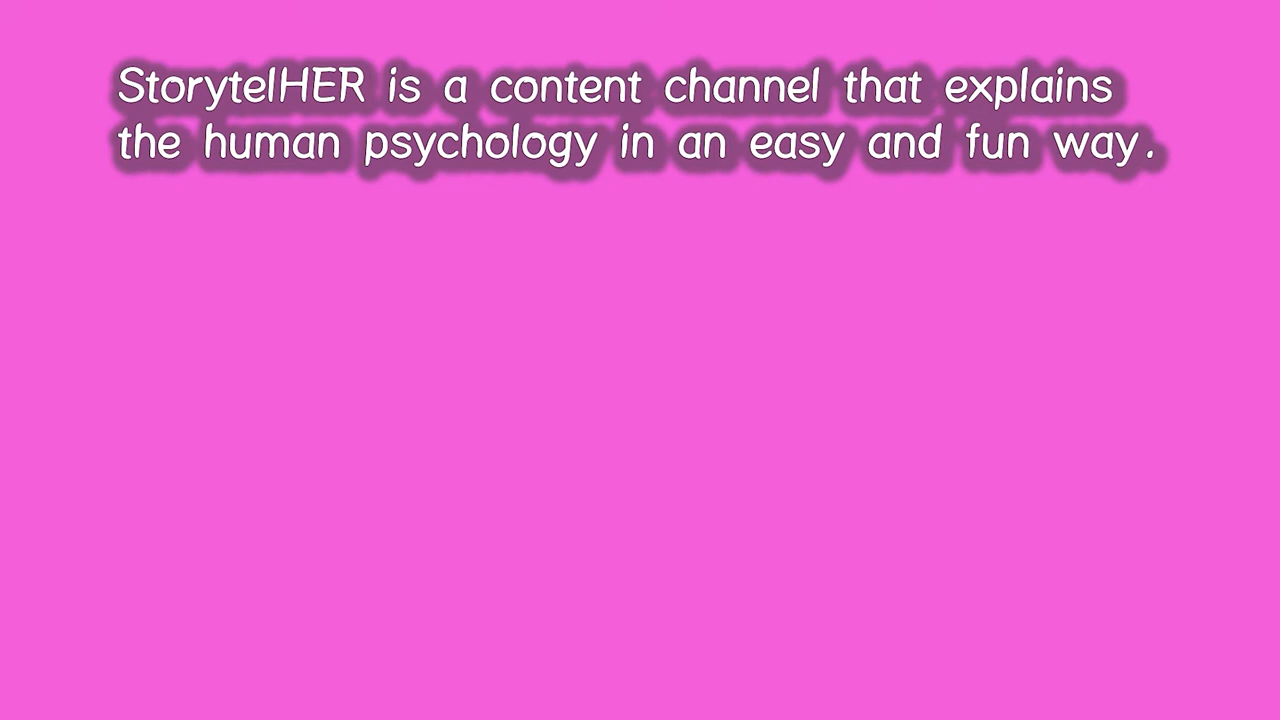 StorytelHER is a content channel that explains
the human psychology in an easy and fun way.